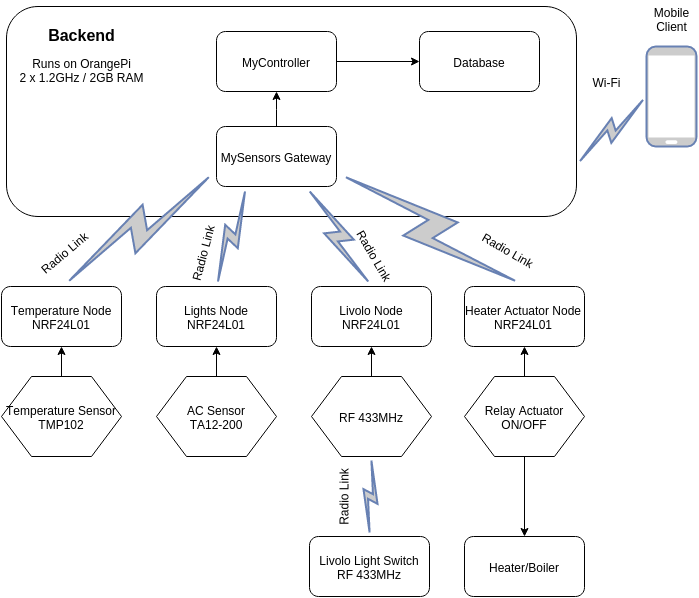 Mobile
Client
Backend
Runs on OrangePi
2 x 1.2GHz / 2GB RAM
MyController
Database
Wi-Fi
MySensors Gateway
Radio Link
Radio Link
Radio Link
Radio Link
Temperature Node
NRF24L01
Lights Node
NRF24L01
Livolo Node
NRF24L01
Heater Actuator Node
NRF24L01
Temperature Sensor
TMP102
AC Sensor
TA12-200
RF 433MHz
Relay Actuator
ON/OFF
Radio Link
Livolo Light Switch
RF 433MHz
Heater/Boiler